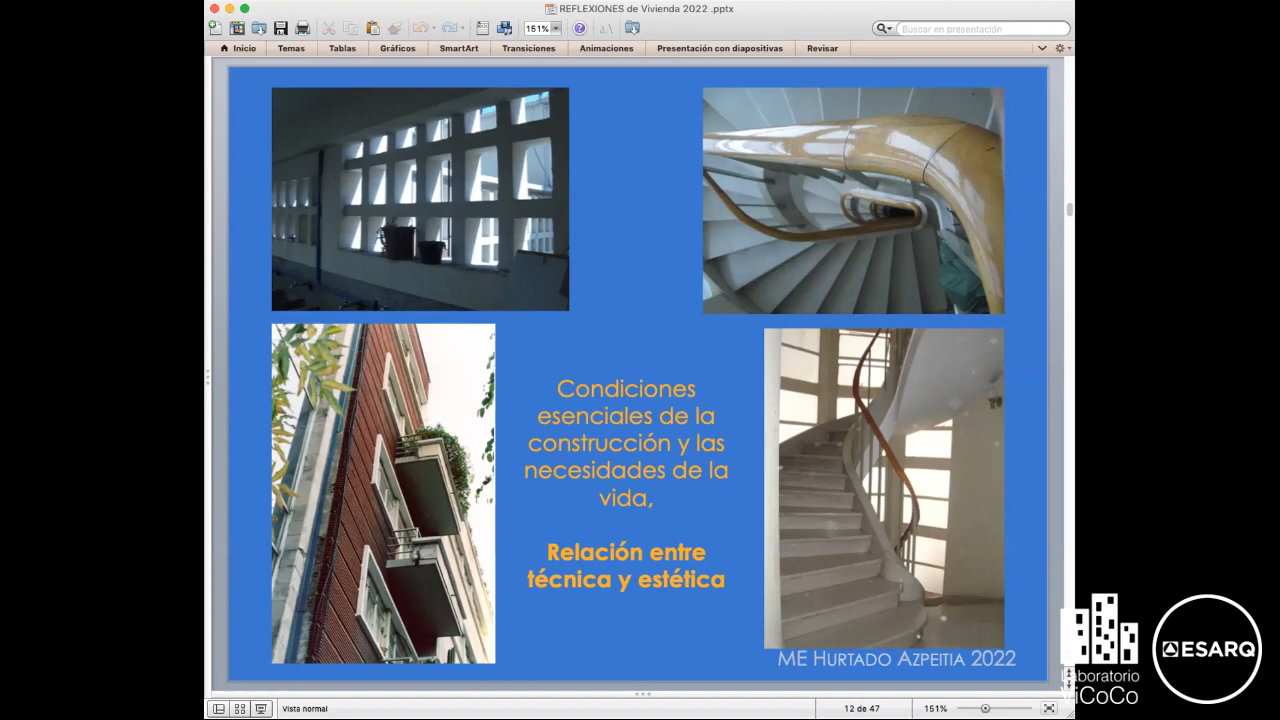 REFLEXIONES de Vivienda 2022 .pptx
151%
Buscar en presentación
Inicio Temas Tablas Gráficos SmartArt Transiciones Animaciones Presentación con diapositivas Revisar
Condiciones
esenciales de la
construcción y las
necesidades de la
vida,
Relación entre
técnica y estética
ME HURTADO AZPEITIA 2022
ESARQ
Laboratorio
ViCoCo
Vista normal
12 de 47
151%